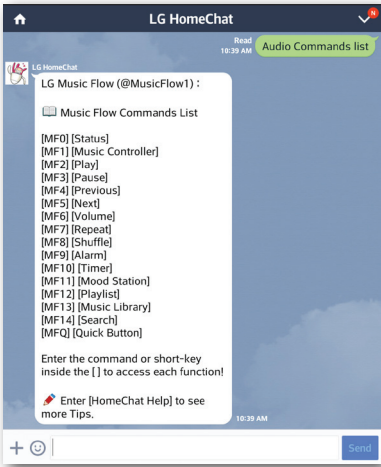 LG HomeChat
N
Read
10:39 AM
Audio Commands list
LG HomeChat
LG Music Flow (@MusicFlow1) :
Music Flow Commands List
[MF0] [Status]
[MF1] [Music Controller]
[MF2] [Play]
[MF3] [Pause]
[MF4] [Previous]
[MF5] [Next]
[MF6] [Volume]
[MF7] [Repeat]
[MF8] [Shuffle]
[MF9] [Alarm]
[MF10] [Timer]
[MF11] [Mood Station]
[MF12] [Playlist]
[MF13] [Music Library]
[MF14] [Search]
[MFQ] [Quick Button]
Enter the command or short-key
inside the [ ] to access each function!
Enter [HomeChat Help] to see
more Tips.
10:39 AM
Send